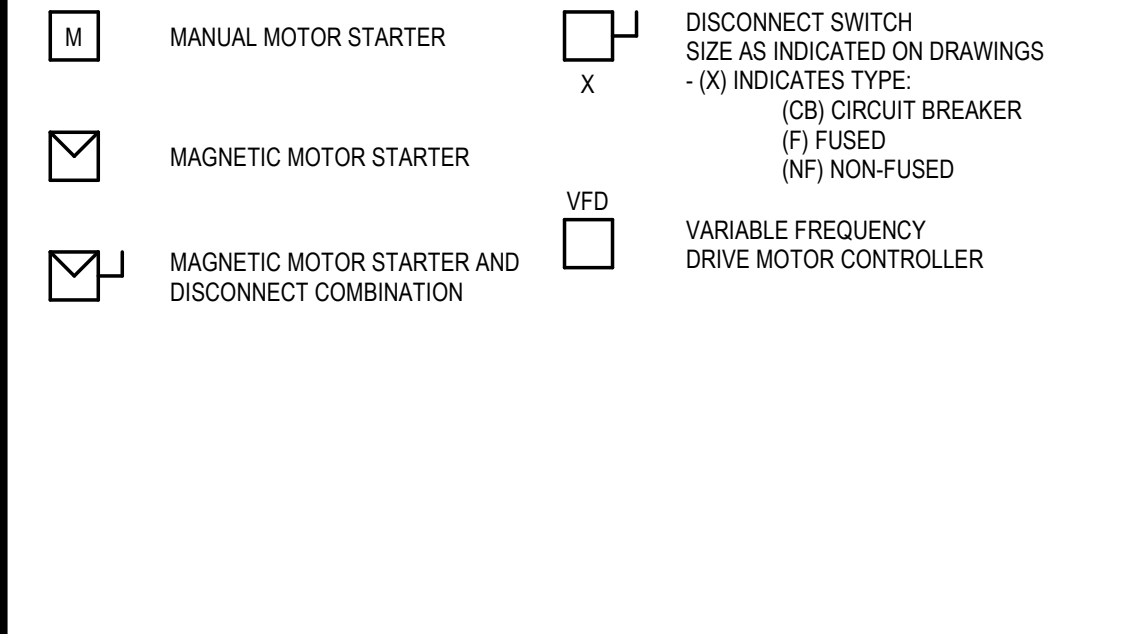 M
MANUAL MOTOR STARTER
MAGNETIC MOTOR STARTER
MAGNETIC MOTOR STARTER AND
DISCONNECT COMBINATION
X
DISCONNECT SWITCH
SIZE AS INDICATED ON DRAWINGS
- (X) INDICATES TYPE:
(CB) CIRCUIT BREAKER
(F) FUSED
(NF) NON-FUSED
VFD
VARIABLE FREQUENCY
DRIVE MOTOR CONTROLLER